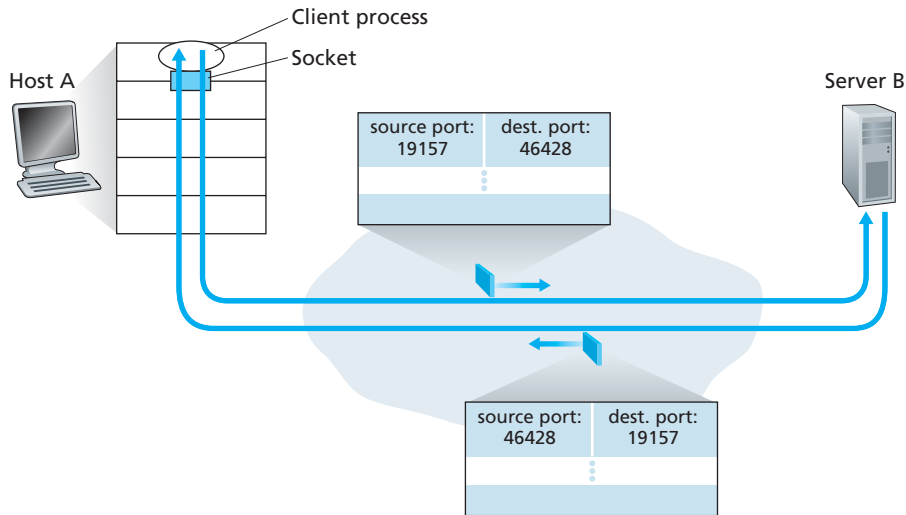 Client process
Socket
Host A
Server B
source port:
19157
dest. port:
46428
source port:
46428
dest. port:
19157